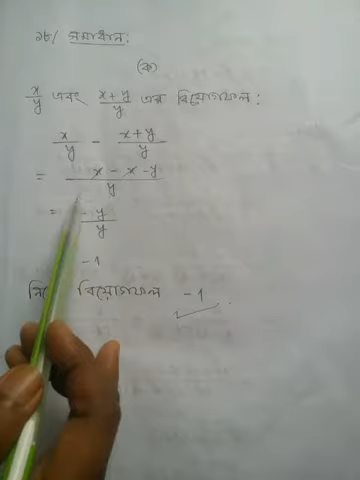 ১৮/ সমাধান:
(ক)
x/y এবং x+y/y এর বিয়োগফল:
x/y - x+y/y
= x - x - y/y
= -y/y
-1
বিয়োগফল -1